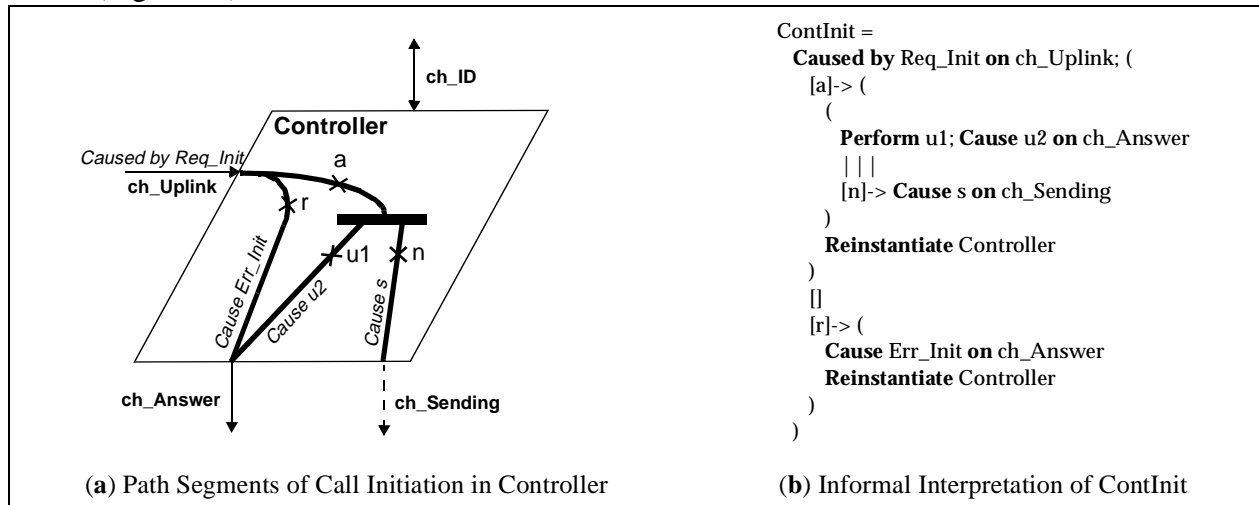 ch_ID
Controller
Caused by Req_Init
ch_Uplink
a
r
u1
n
Cause Err_Init
Cause u2
Cause s
ch_Answer
ch_Sending
(a) Path Segments of Call Initiation in Controller
ContInit =
Caused by Req_Init on ch_Uplink; (
[a]-> (
(
Perform u1; Cause u2 on ch_Answer
|||
[n]-> Cause s on ch_Sending
)
Reinstantiate Controller
)
[]
[r]-> (
Cause Err_Init on ch_Answer
Reinstantiate Controller
)
)
(b) Informal Interpretation of ContInit